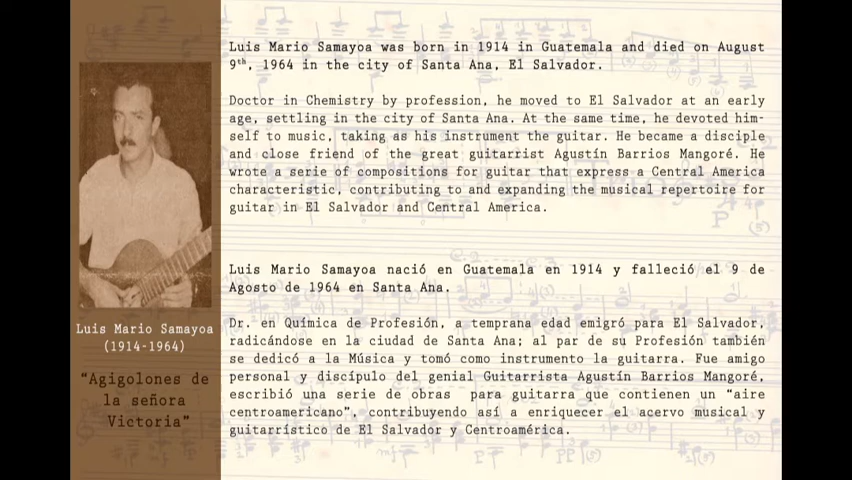 Luis Mario Samayoa was born in 1914 in Guatemala and died on August
9th, 1964 in the city of Santa Ana, El Salvador.
Doctor in Chemistry by profession, he moved to El Salvador at an early
age, settling in the city of Santa Ana. At the same time, he devoted him-
self to music, taking as his instrument the guitar. He became a disciple
and close friend of the great guitarrist Agustín Barrios Mangoré. He
wrote a serie of compositions for guitar that express a Central America
characteristic, contributing to and expanding the musical repertoire for
guitar in El Salvador and Central America.
Luis Mario Samayoa nació en Guatemala en 1914 y falleció el 9 de
Agosto de 1964 en Santa Ana.
Dr. en Química de Profesión, a temprana edad emigró para El Salvador,
radicándose en la ciudad de Santa Ana; al par de su Profesión también
se dedicó a la Música y tomó como instrumento la guitarra. Fue amigo
personal y discípulo del genial Guitarrista Agustín Barrios Mangoré,
escribió una serie de obras para guitarra que contienen un “aire
centroamericano”, contribuyendo así a enriquecer el acervo musical y
guitarrístico de El Salvador y Centroamérica.
Luis Mario Samayoa
(1914-1964)
“Agigolones de
la señora
Victoria”